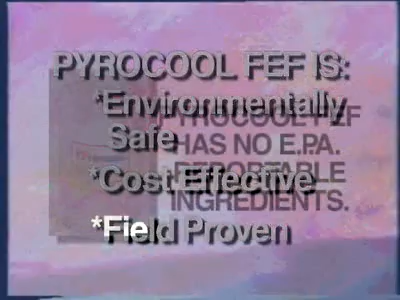 PYROCOOL FEF IS:
*Environmentally
Safe
*Cost Effective
*Field Proven
PYROCOOL FEF
HAS NO E.P.A.
REPORTABLE
INGREDIENTS.